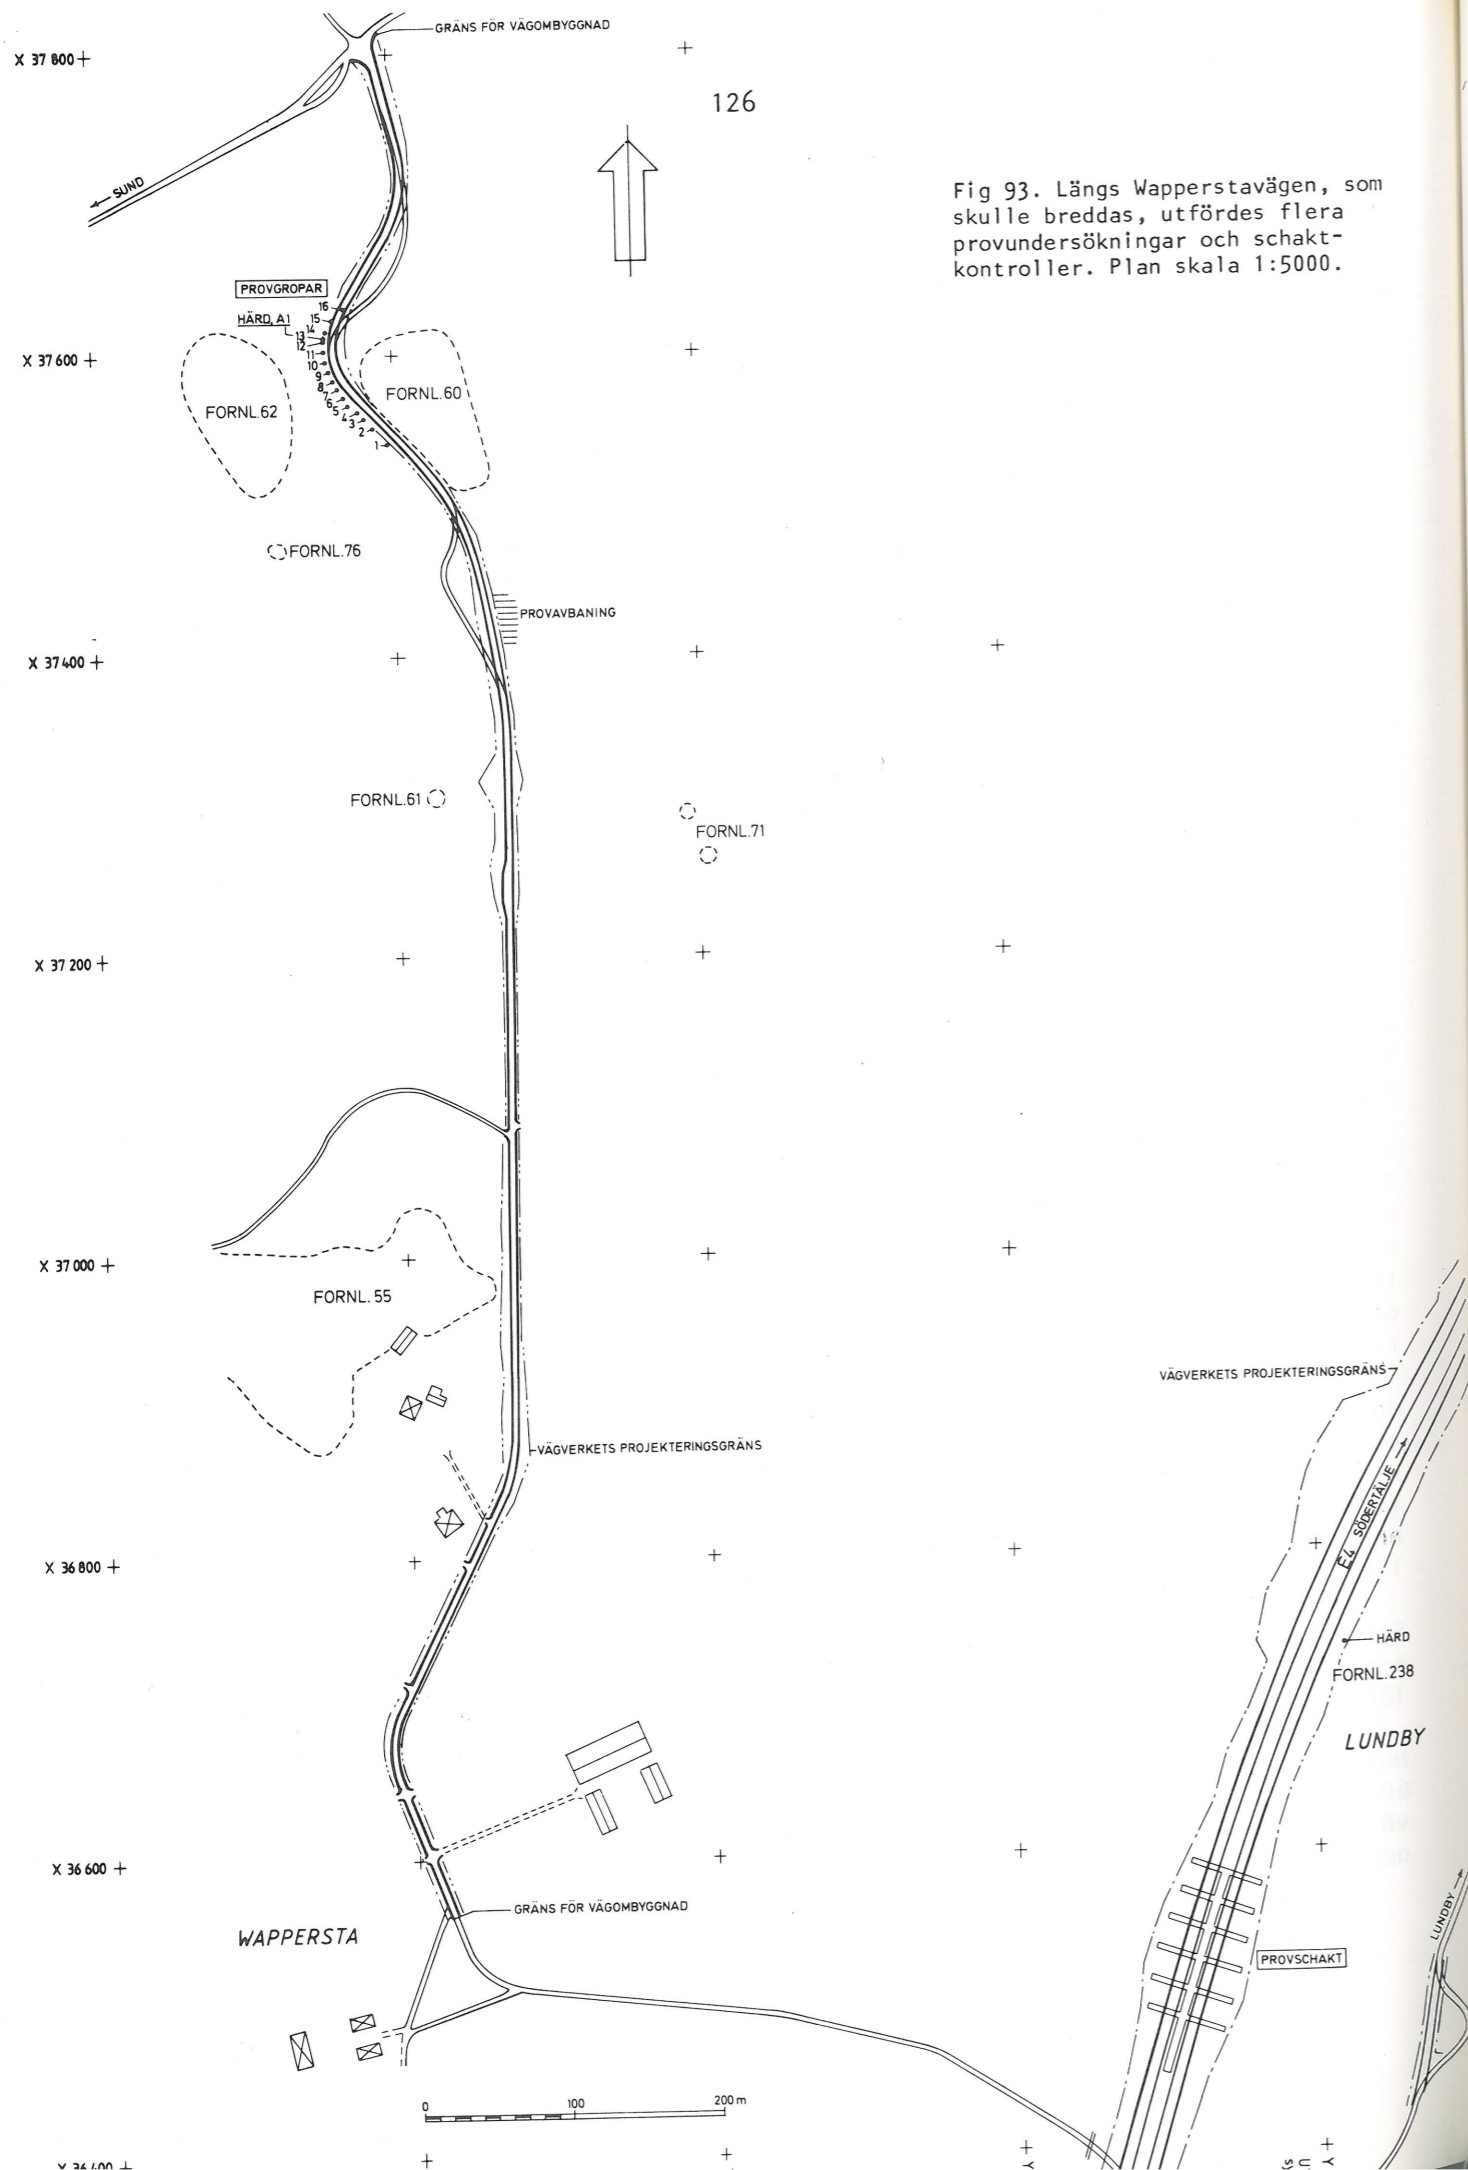 GRÄNS FÖR VÄGOMBYGGNAD
X 37 800
126
SUND
Fig 93. Längs Wapperstavägen, som
skulle breddas, utfördes flera
provundersökningar och schakt-
kontroller. Plan skala 1:5000.
PROVGROPAR
HÄRD, A1
16
15
14
13
12
11
10
9
8
7
6
5
4
3
2
1
X 37 600
FORNL.62
FORNL.60
FORNL.76
PROVAVBANING
X 37 400
FORNL.61
FORNL.71
X 37 200
X 37 000
FORNL. 55
VÄGVERKETS PROJEKTERINGSGRÄNS
VÄGVERKETS PROJEKTERINGSGRÄNS
E4 SÖDERTÄLJE
X 36 800
HÄRD
FORNL.238
LUNDBY
X 36 600
GRÄNS FÖR VÄGOMBYGGNAD
WAPPERSTA
PROVSCHAKT
LUNDBY
0 100 200 m
X 36 400
Y
Y